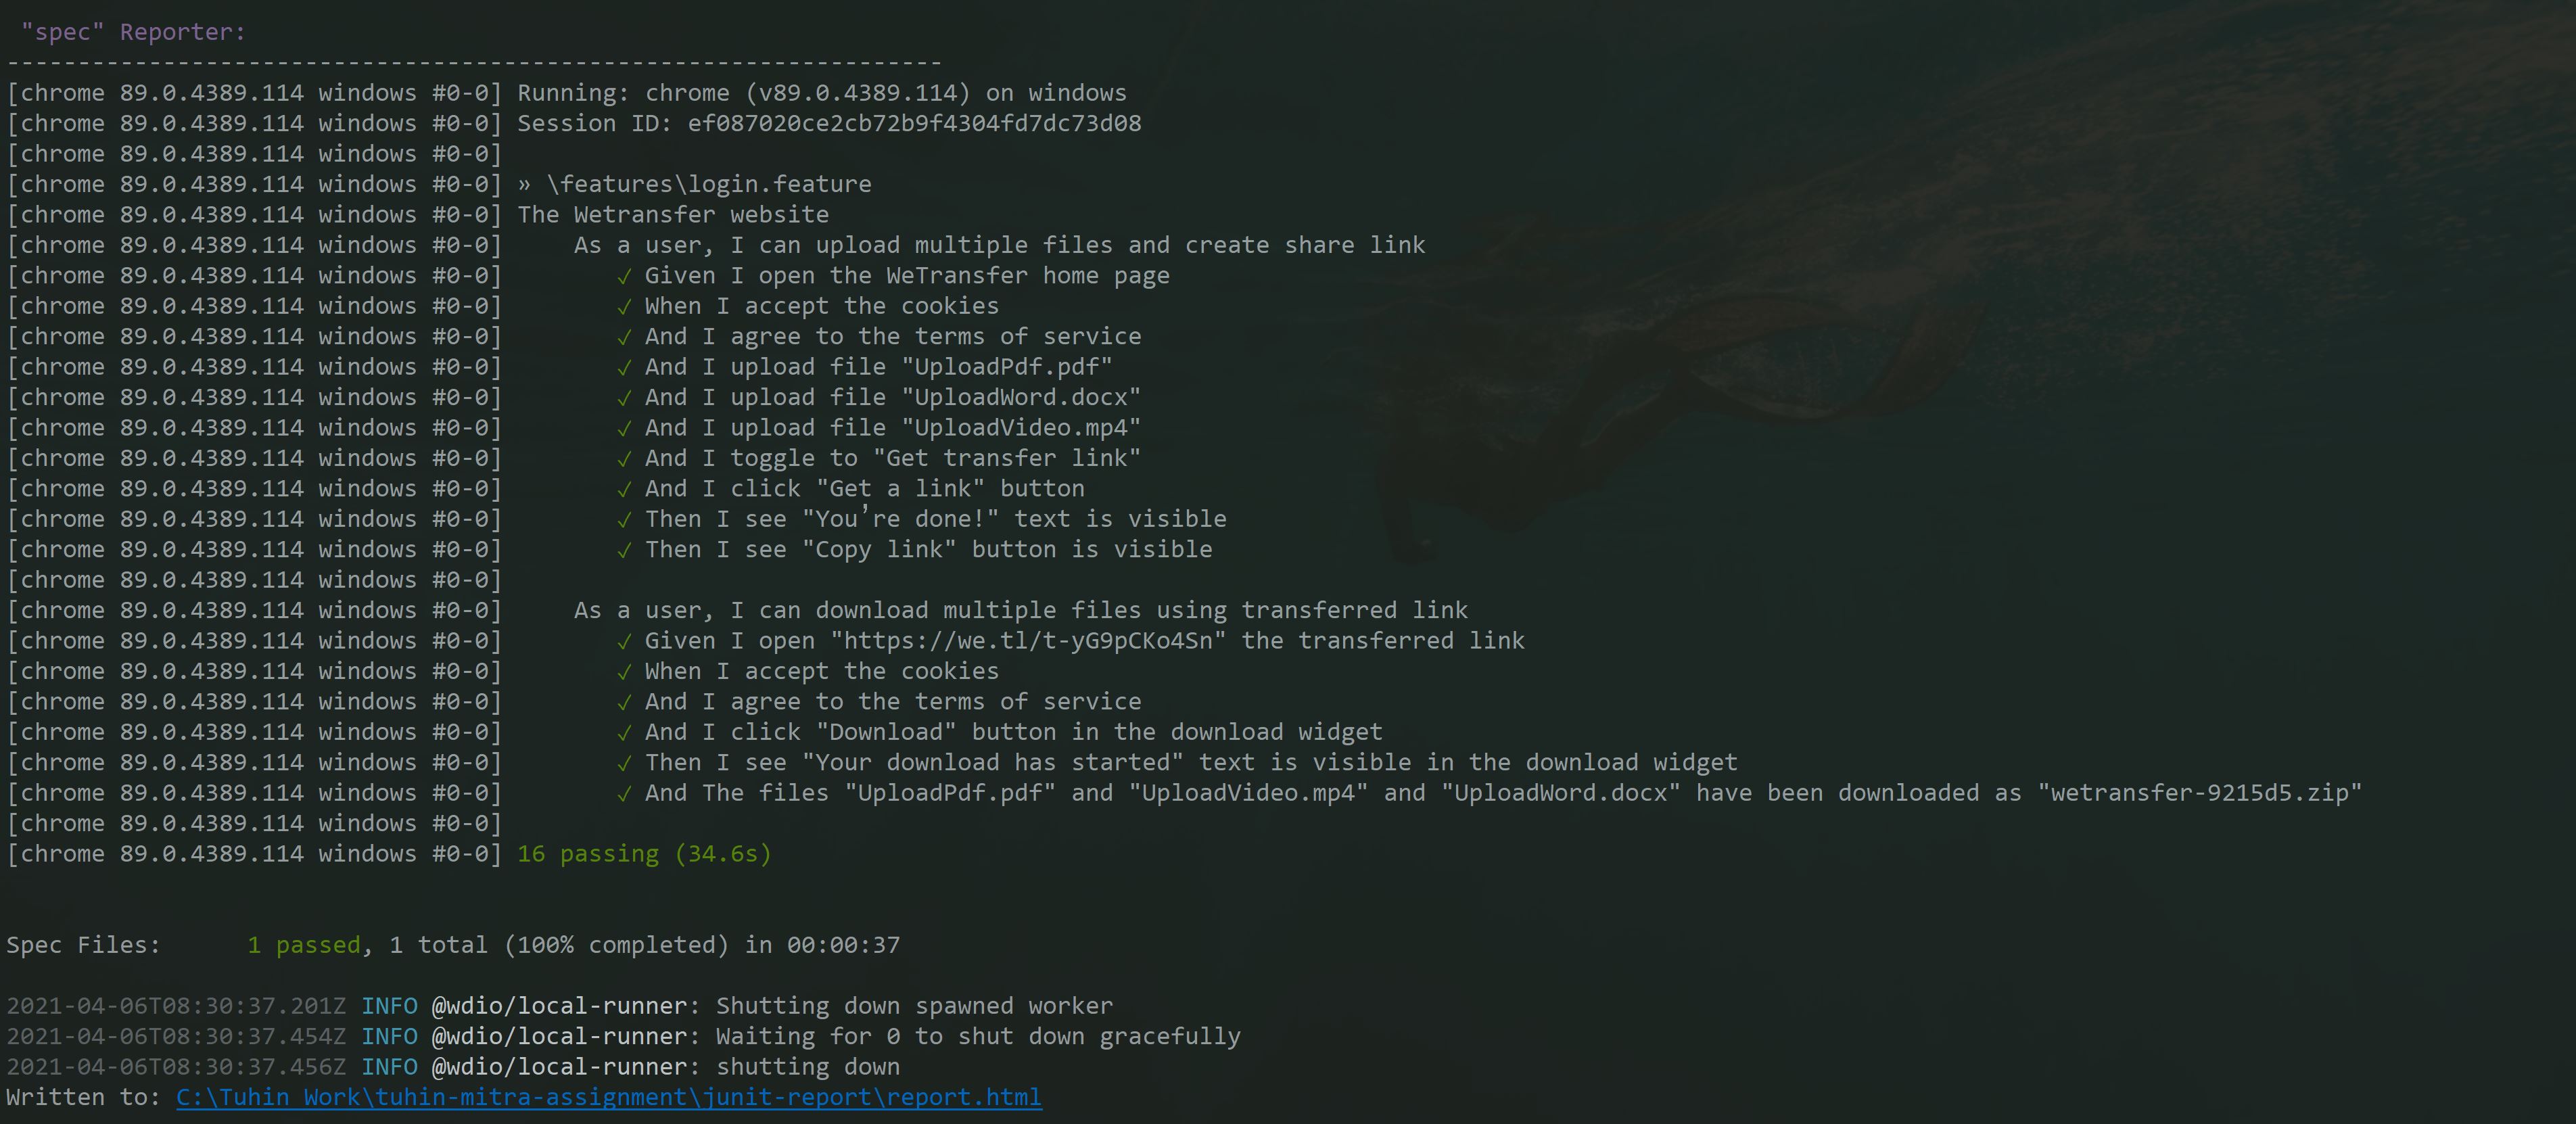 "spec" Reporter:
------------------------------------------------------------------
[chrome 89.0.4389.114 windows #0-0] Running: chrome (v89.0.4389.114) on windows
[chrome 89.0.4389.114 windows #0-0] Session ID: ef087020ce2cb72b9f4304fd7dc73d08
[chrome 89.0.4389.114 windows #0-0]
[chrome 89.0.4389.114 windows #0-0] » \features\login.feature
[chrome 89.0.4389.114 windows #0-0] The Wetransfer website
[chrome 89.0.4389.114 windows #0-0]     As a user, I can upload multiple files and create share link
[chrome 89.0.4389.114 windows #0-0]        ✓ Given I open the WeTransfer home page
[chrome 89.0.4389.114 windows #0-0]        ✓ When I accept the cookies
[chrome 89.0.4389.114 windows #0-0]        ✓ And I agree to the terms of service
[chrome 89.0.4389.114 windows #0-0]        ✓ And I upload file "UploadPdf.pdf"
[chrome 89.0.4389.114 windows #0-0]        ✓ And I upload file "UploadWord.docx"
[chrome 89.0.4389.114 windows #0-0]        ✓ And I upload file "UploadVideo.mp4"
[chrome 89.0.4389.114 windows #0-0]        ✓ And I toggle to "Get transfer link"
[chrome 89.0.4389.114 windows #0-0]        ✓ And I click "Get a link" button
[chrome 89.0.4389.114 windows #0-0]        ✓ Then I see "You’re done!" text is visible
[chrome 89.0.4389.114 windows #0-0]        ✓ Then I see "Copy link" button is visible
[chrome 89.0.4389.114 windows #0-0]
[chrome 89.0.4389.114 windows #0-0]     As a user, I can download multiple files using transferred link
[chrome 89.0.4389.114 windows #0-0]        ✓ Given I open "https://we.tl/t-yG9pCKo4Sn" the transferred link
[chrome 89.0.4389.114 windows #0-0]        ✓ When I accept the cookies
[chrome 89.0.4389.114 windows #0-0]        ✓ And I agree to the terms of service
[chrome 89.0.4389.114 windows #0-0]        ✓ And I click "Download" button in the download widget
[chrome 89.0.4389.114 windows #0-0]        ✓ Then I see "Your download has started" text is visible in the download widget
[chrome 89.0.4389.114 windows #0-0]        ✓ And The files "UploadPdf.pdf" and "UploadVideo.mp4" and "UploadWord.docx" have been downloaded as "wetransfer-9215d5.zip"
[chrome 89.0.4389.114 windows #0-0]
[chrome 89.0.4389.114 windows #0-0] 16 passing (34.6s)
Spec Files:      1 passed, 1 total (100% completed) in 00:00:37
2021-04-06T08:30:37.201Z INFO @wdio/local-runner: Shutting down spawned worker
2021-04-06T08:30:37.454Z INFO @wdio/local-runner: Waiting for 0 to shut down gracefully
2021-04-06T08:30:37.456Z INFO @wdio/local-runner: shutting down
Written to: C:\Tuhin Work\tuhin-mitra-assignment\junit-report\report.html